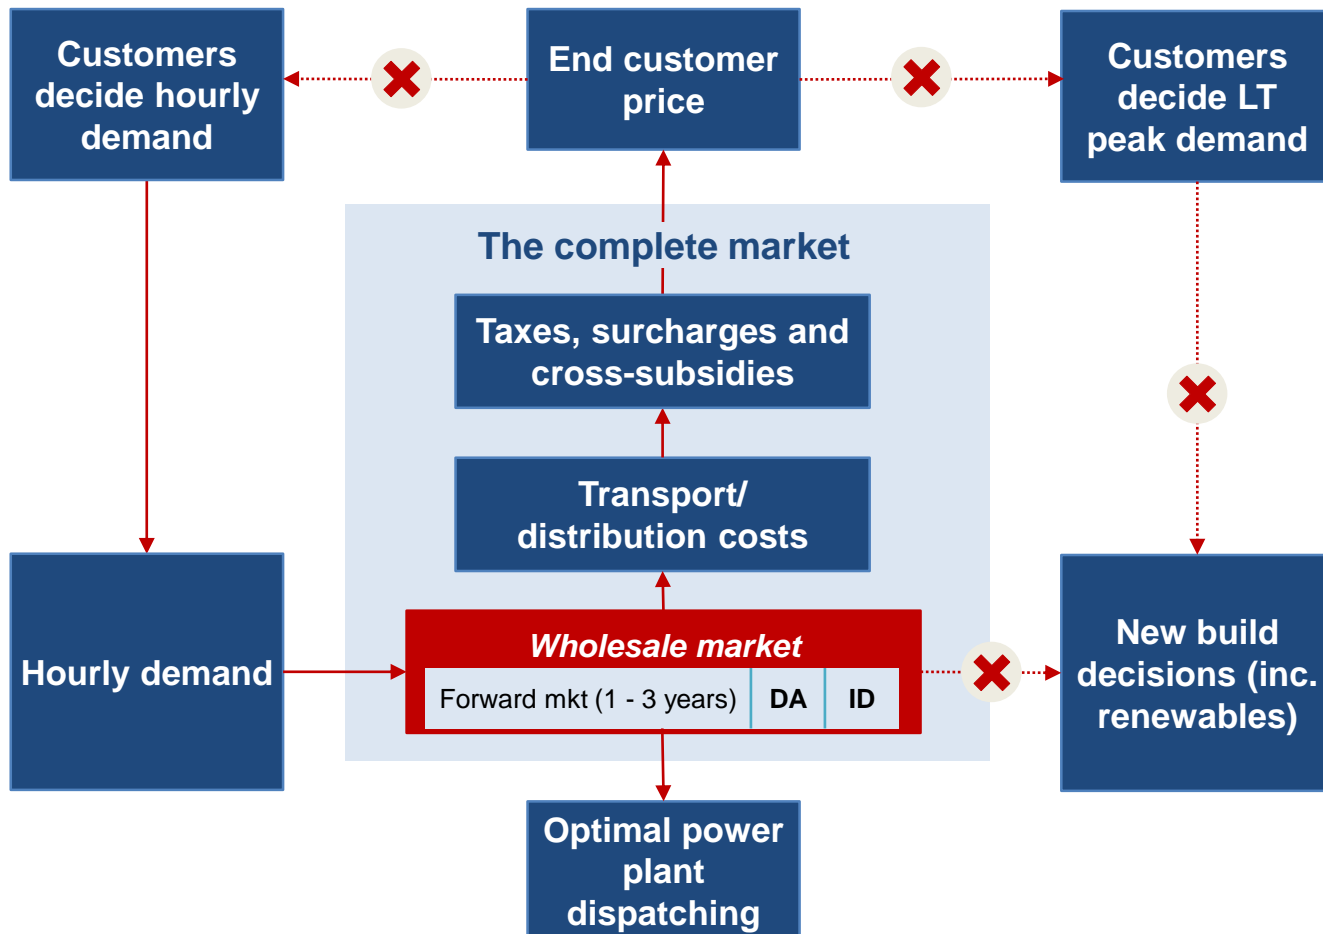 Customers
decide hourly
demand
End customer
price
Customers
decide LT
peak demand
The complete market
Taxes, surcharges and
cross-subsidies
Transport/
distribution costs
Hourly demand
Wholesale market
Forward mkt (1 - 3 years) DA ID
New build
decisions (inc.
renewables)
Optimal power
plant
dispatching